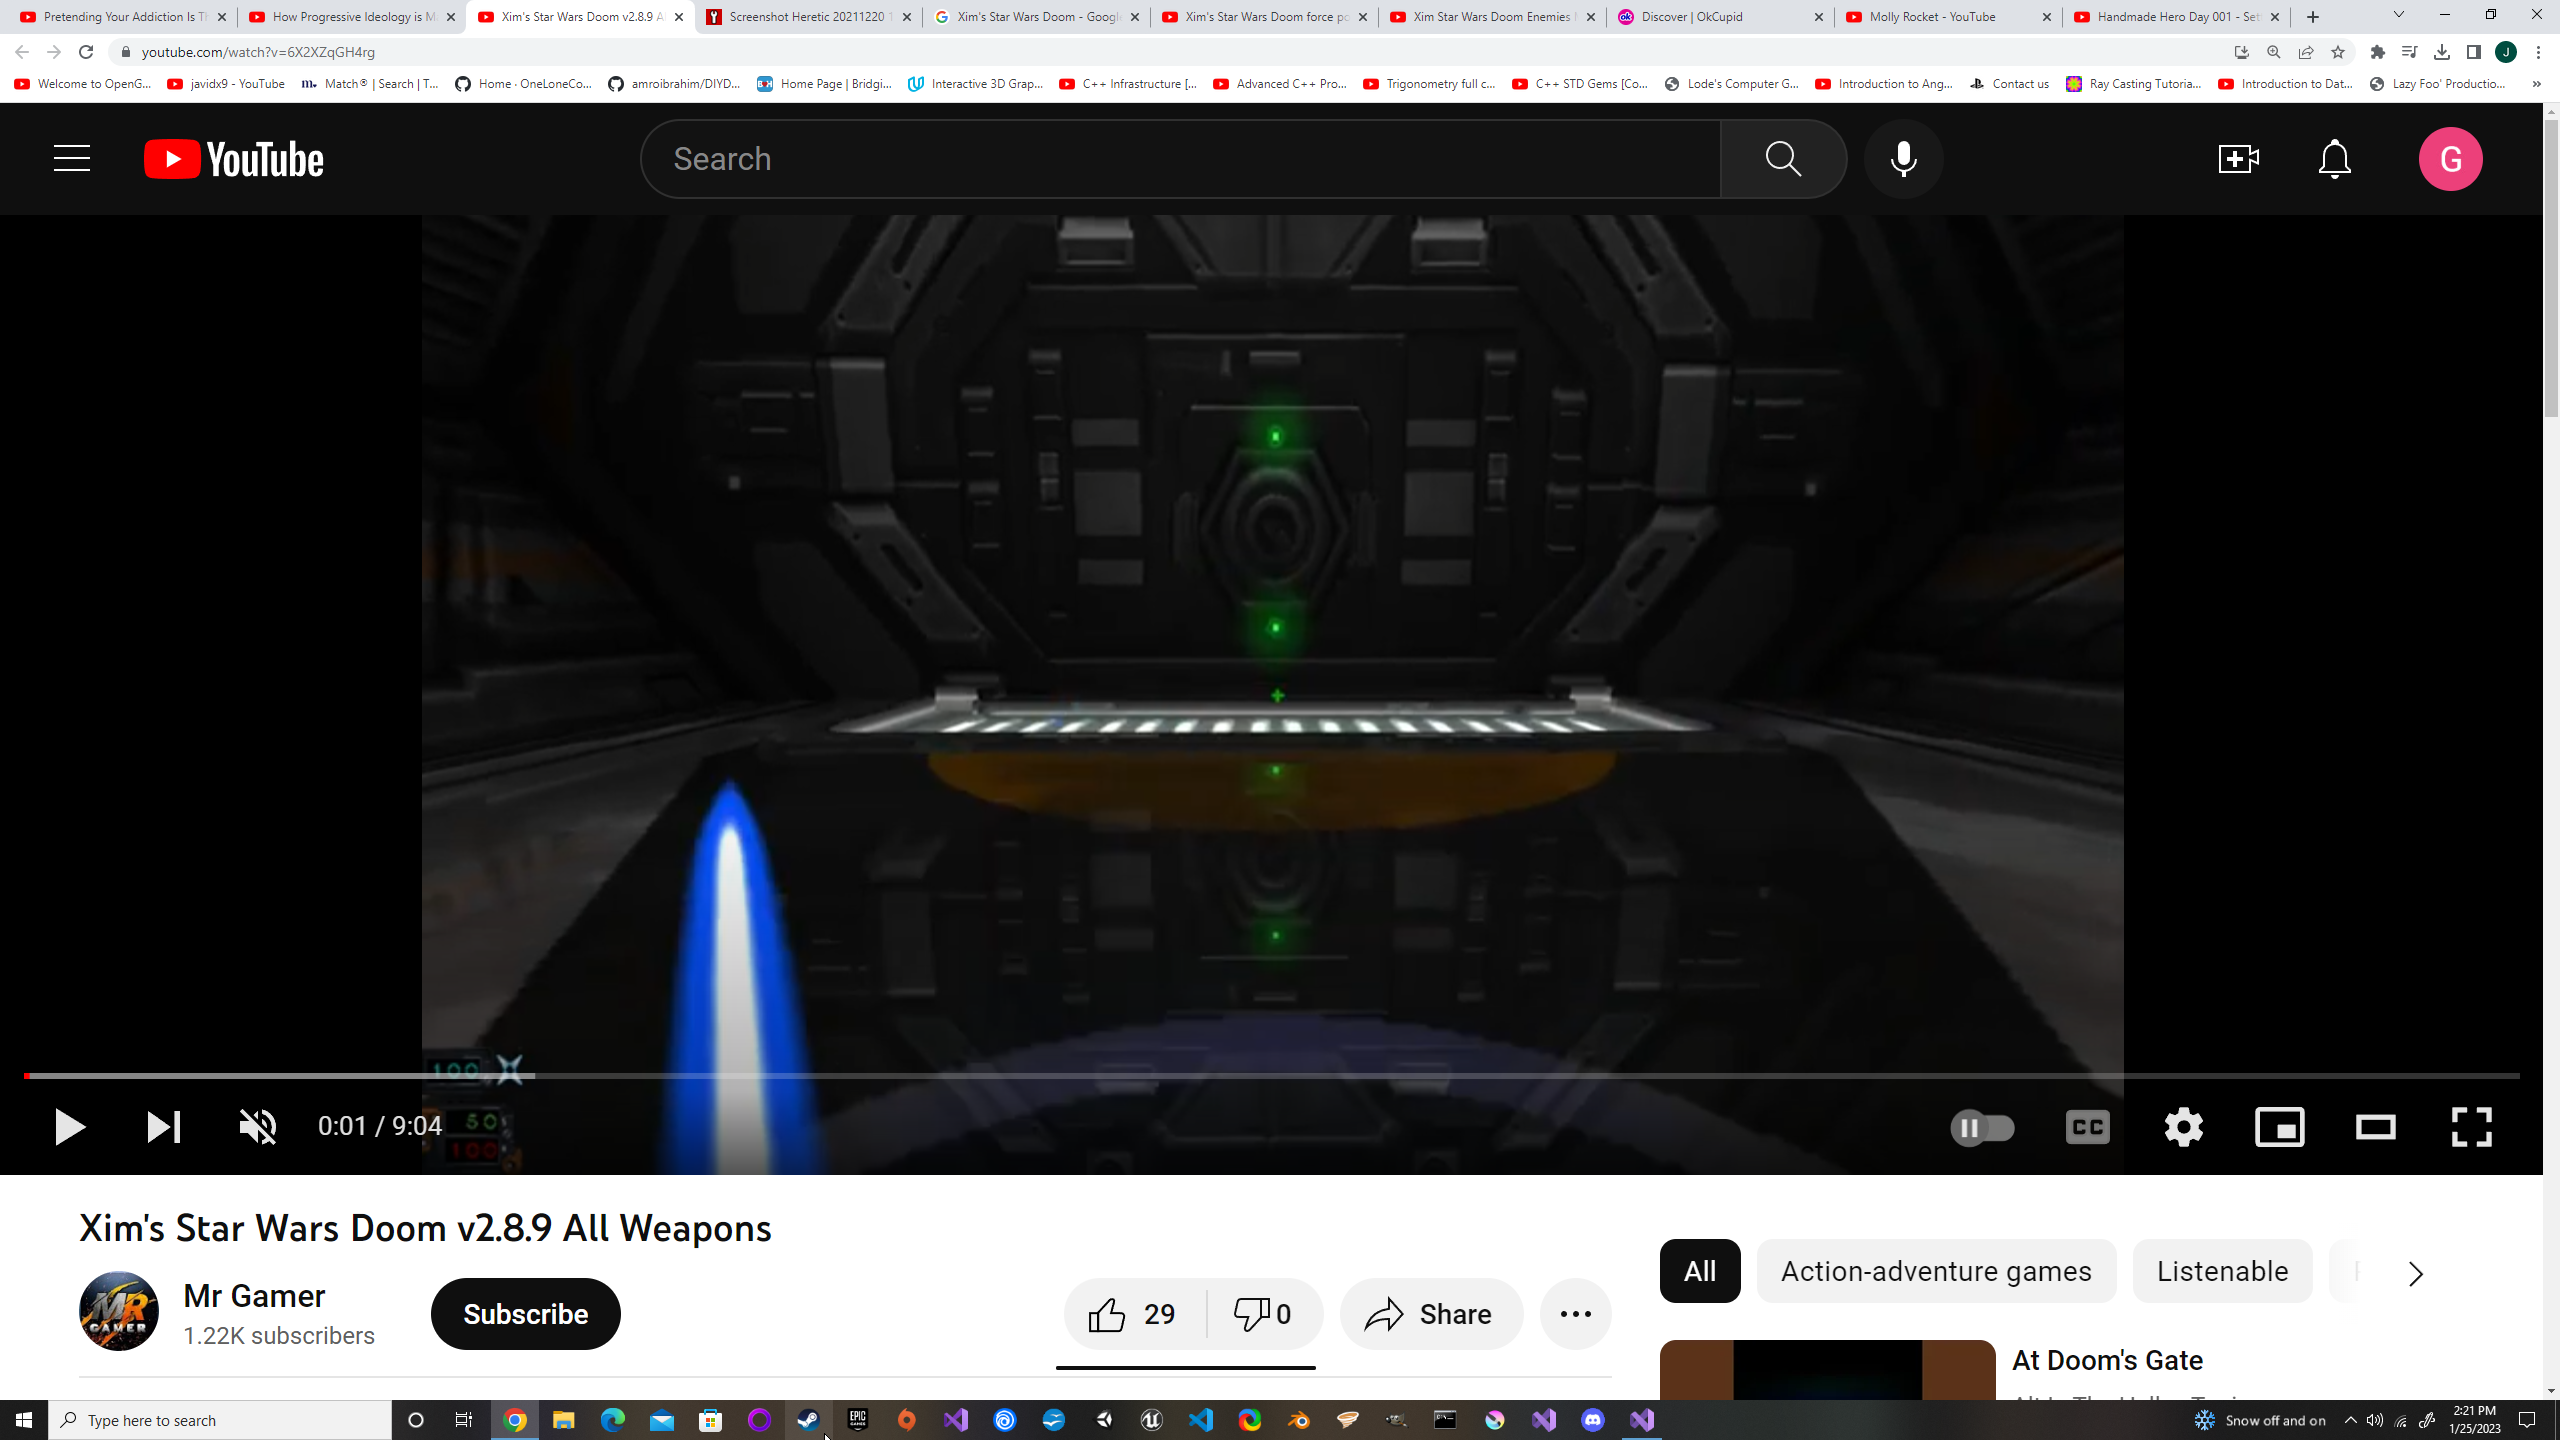 Pretending Your Addiction Is Th
How Progressive Ideology is M
Xim's Star Wars Doom v2.8.9 A
Screenshot Heretic 20211220 1
Xim's Star Wars Doom - Google
Xim's Star Wars Doom force po
Xim Star Wars Doom Enemies
Discover | OkCupid
Molly Rocket - YouTube
Handmade Hero Day 001 - Set
youtube.com/watch?v=6X2XZqGH4rg
J
Welcome to OpenG...
javidx9 - YouTube
m. Match® | Search | T...
Home · OneLoneCo...
amroibrahim/DIYD...
Home Page | Bridgi...
Interactive 3D Grap...
C++ Infrastructure [...
Advanced C++ Pro...
Trigonometry full c...
C++ STD Gems [Co...
Lode's Computer G...
Introduction to Ang...
Contact us
Ray Casting Tutoria...
Introduction to Dat...
Lazy Foo' Productio...
»
YouTube
Search
G
100
50
100
0:01 / 9:04
CC
Xim's Star Wars Doom v2.8.9 All Weapons
MR GAMER
Mr Gamer
1.22K subscribers
Subscribe
29
0
Share
All
Action-adventure games
Listenable
At Doom's Gate
Type here to search
EPIC GAMES
Snow off and on
2:21 PM
1/25/2023